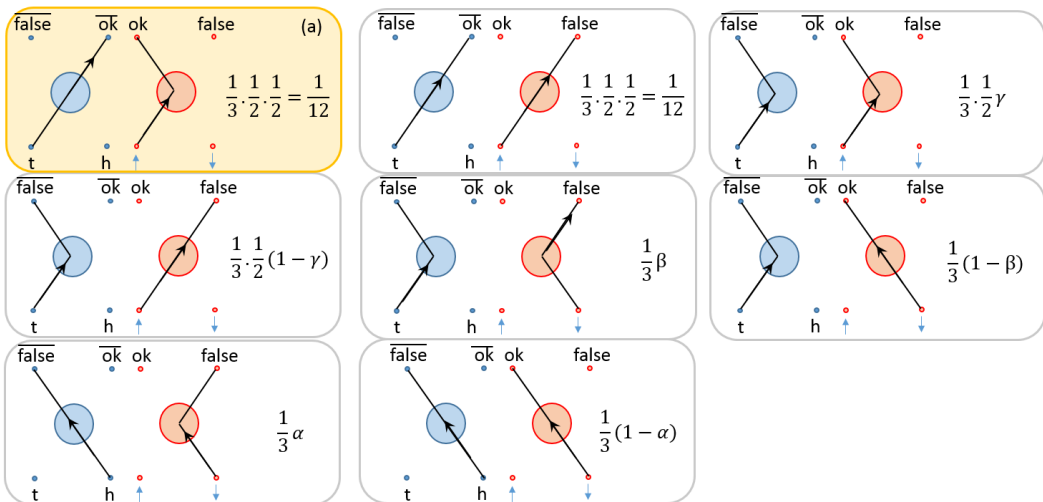 false ok ok false (a)
1/3 . 1/2 . 1/2 = 1/12
t h
false ok ok false
1/3 . 1/2 . 1/2 = 1/12
t h
false ok ok false
1/3 . 1/2 γ
t h
false ok ok false
1/3 . 1/2 (1 − γ)
t h
false ok ok false
1/3 β
t h
false ok ok false
1/3 (1 − β)
t h
false ok ok false
1/3 α
t h
false ok ok false
1/3 (1 − α)
t h